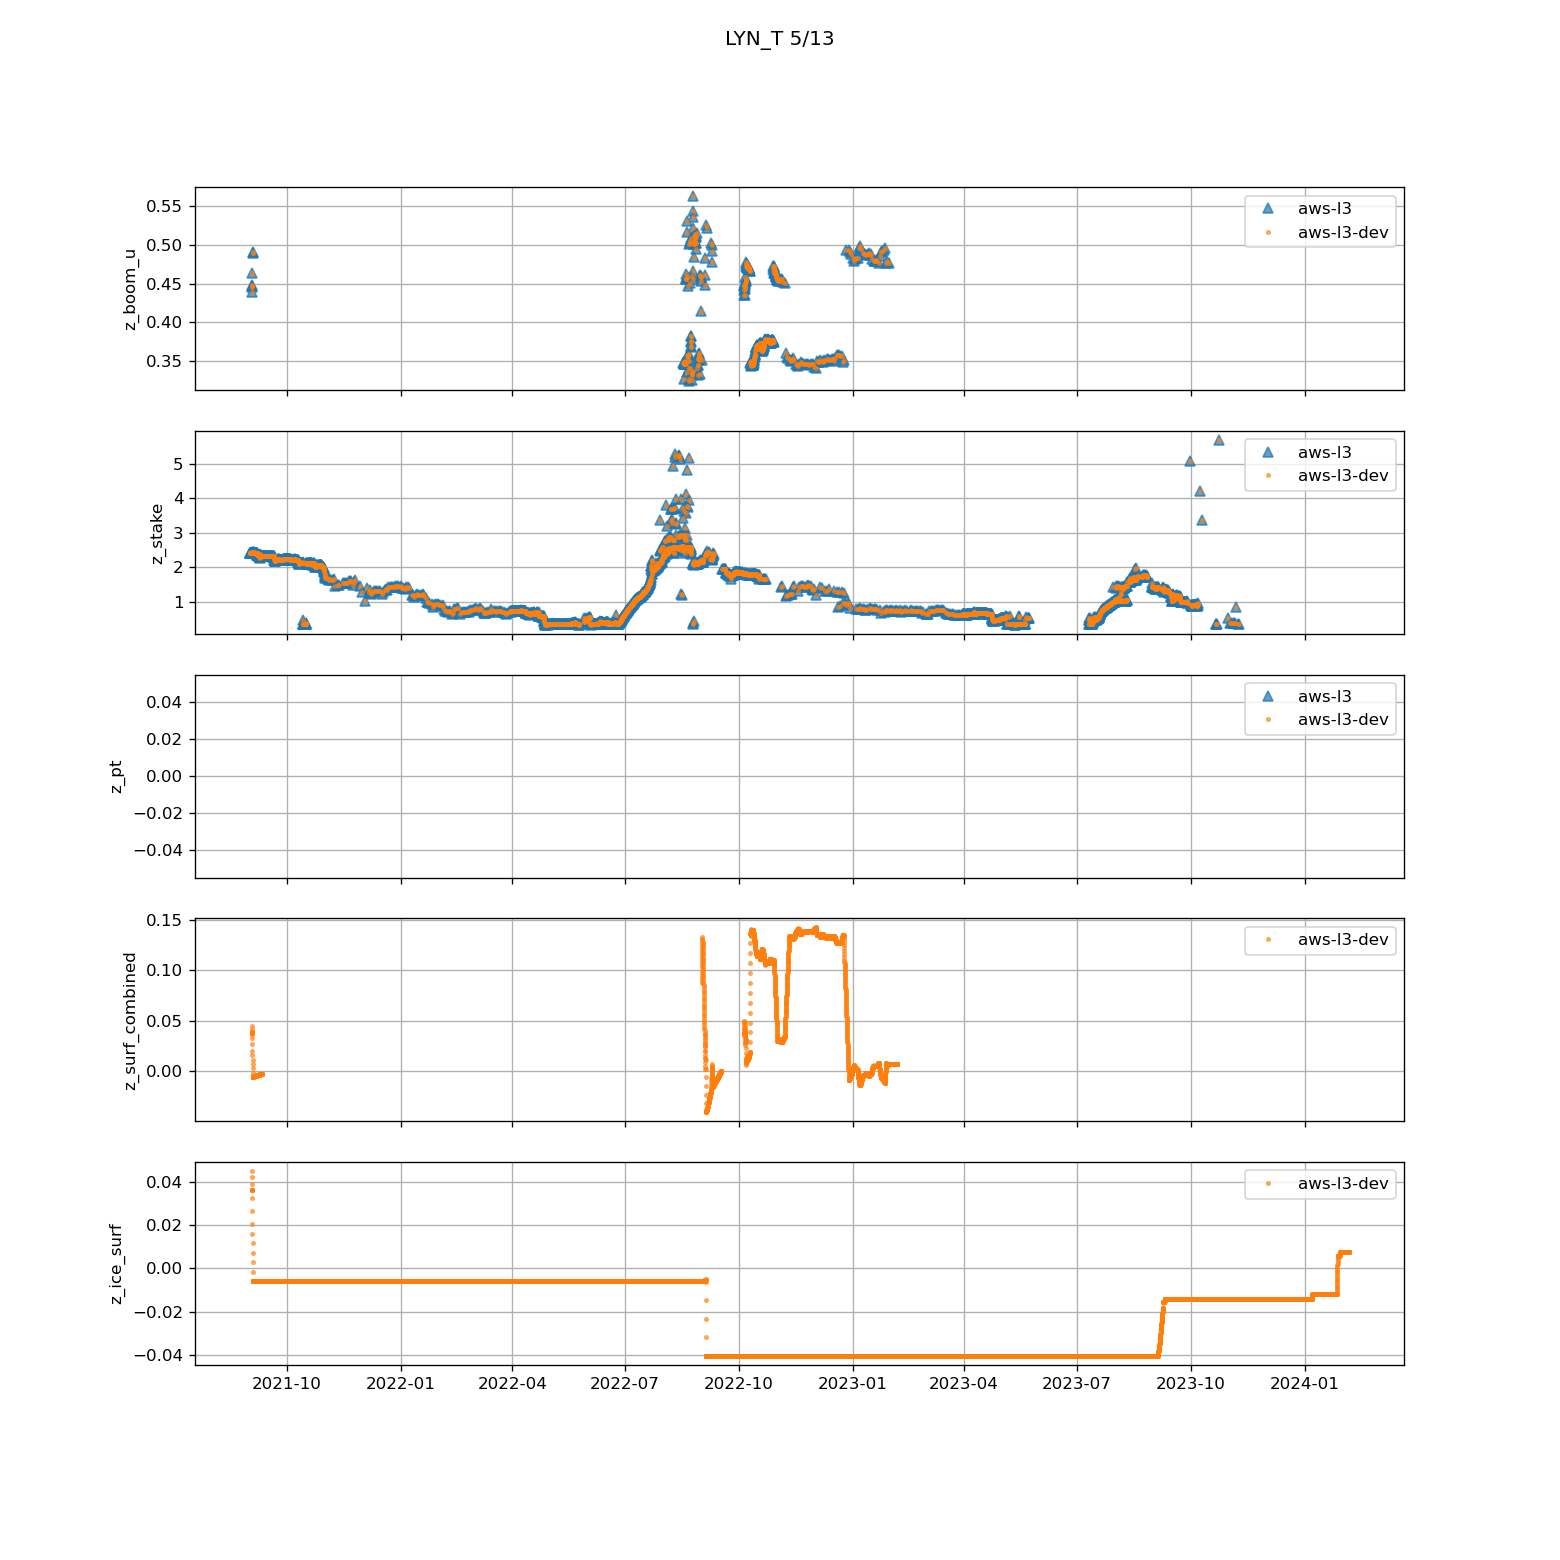 LYN_T 5/13
z_boom_u
0.55
0.50
0.45
0.40
0.35
aws-l3
aws-l3-dev
z_stake
5
4
3
2
1
aws-l3
aws-l3-dev
z_pt
0.04
0.02
0.00
−0.02
−0.04
aws-l3
aws-l3-dev
z_surf_combined
0.15
0.10
0.05
0.00
aws-l3-dev
z_ice_surf
0.04
0.02
0.00
−0.02
−0.04
aws-l3-dev
2021-10 2022-01 2022-04 2022-07 2022-10 2023-01 2023-04 2023-07 2023-10 2024-01